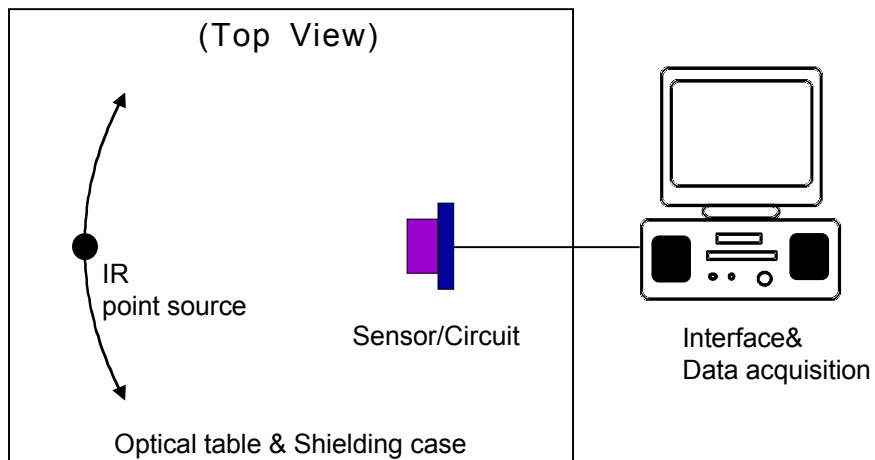 (Top View)
IR
point source
Sensor/Circuit
Interface&
Data acquisition
Optical table & Shielding case